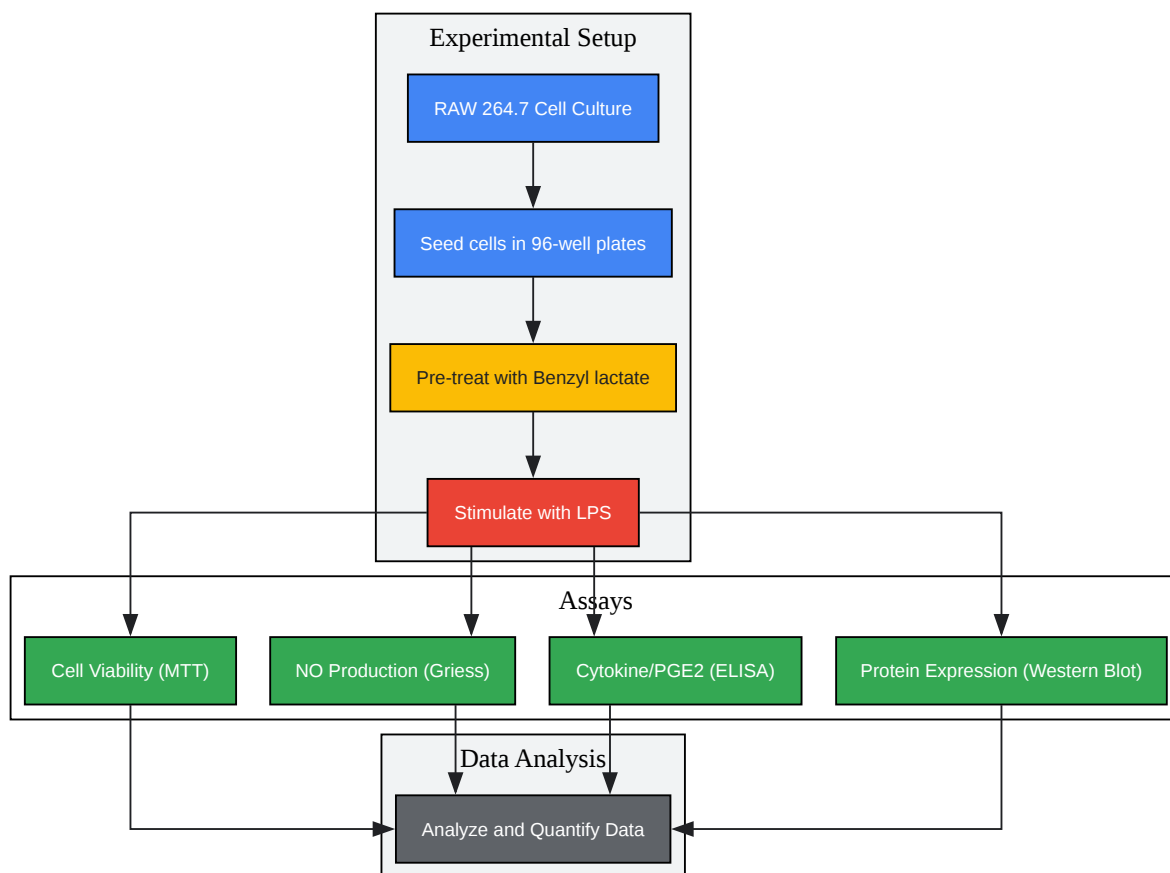 Experimental Setup
RAW 264.7 Cell Culture
Seed cells in 96-well plates
Pre-treat with Benzyl lactate
Stimulate with LPS
Assays
Cell Viability (MTT)
NO Production (Griess)
Cytokine/PGE2 (ELISA)
Protein Expression (Western Blot)
Data Analysis
Analyze and Quantify Data